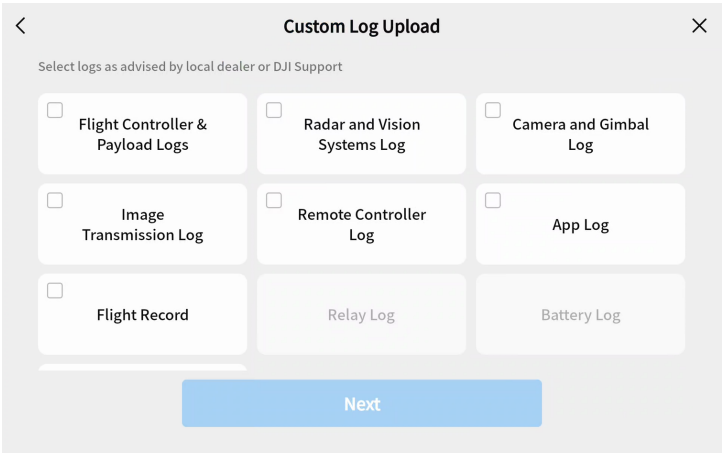 Custom Log Upload
Select logs as advised by local dealer or DJI Support
Flight Controller &
Payload Logs
Radar and Vision
Systems Log
Camera and Gimbal
Log
Image
Transmission Log
Remote Controller
Log
App Log
Flight Record
Relay Log
Battery Log
Next